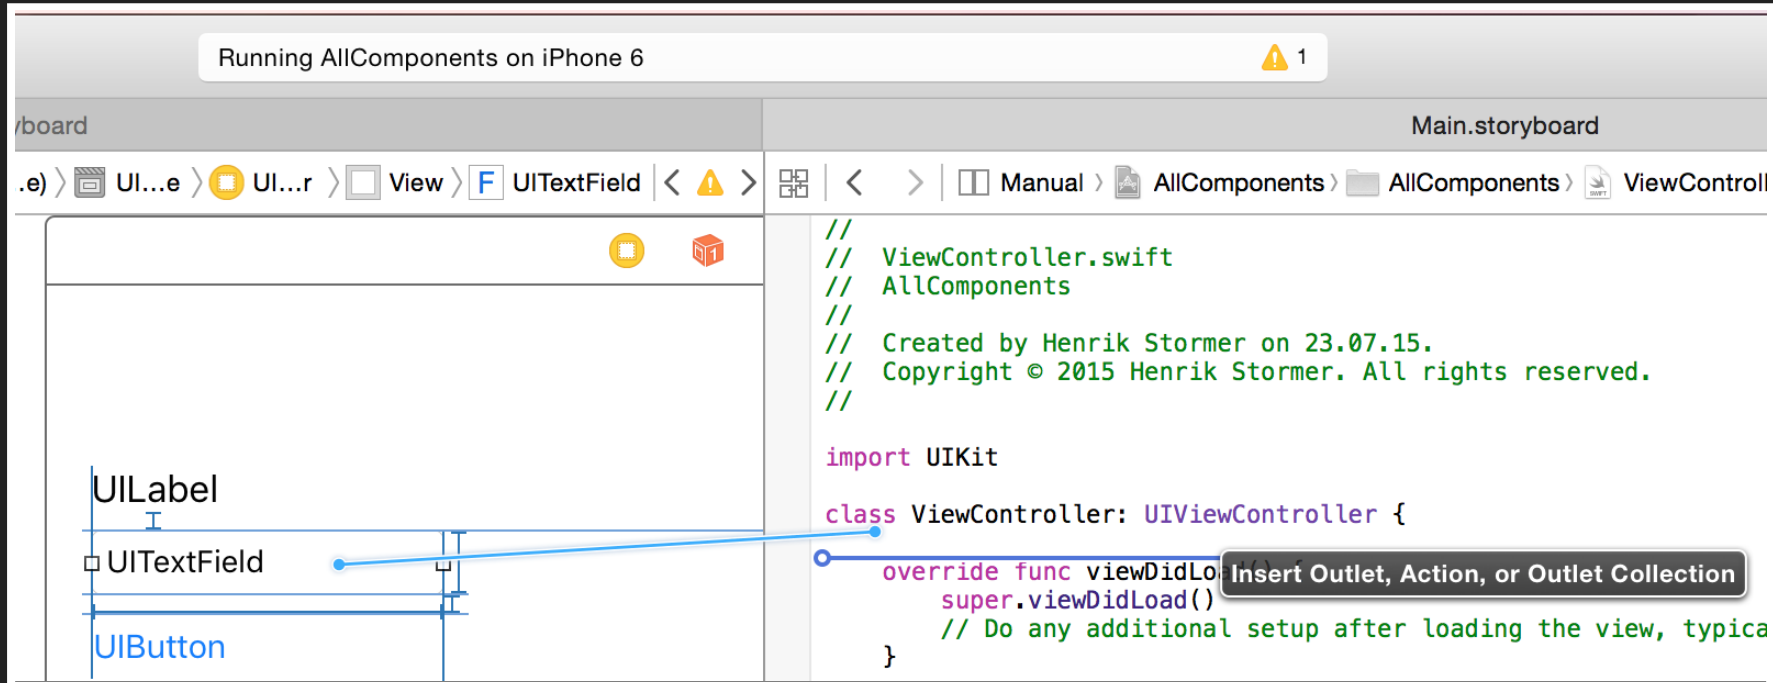 Running AllComponents on iPhone 6 1
yboard Main.storyboard
.e) UI...e UI...r View F UITextField Manual AllComponents AllComponents ViewControll
//
// ViewController.swift
// AllComponents
//
// Created by Henrik Stormer on 23.07.15.
// Copyright © 2015 Henrik Stormer. All rights reserved.
//
import UIKit
class ViewController: UIViewController {
override func viewDidLoad() {
super.viewDidLoad()
// Do any additional setup after loading the view, typica
}
Insert Outlet, Action, or Outlet Collection
UILabel
UITextField
UIButton